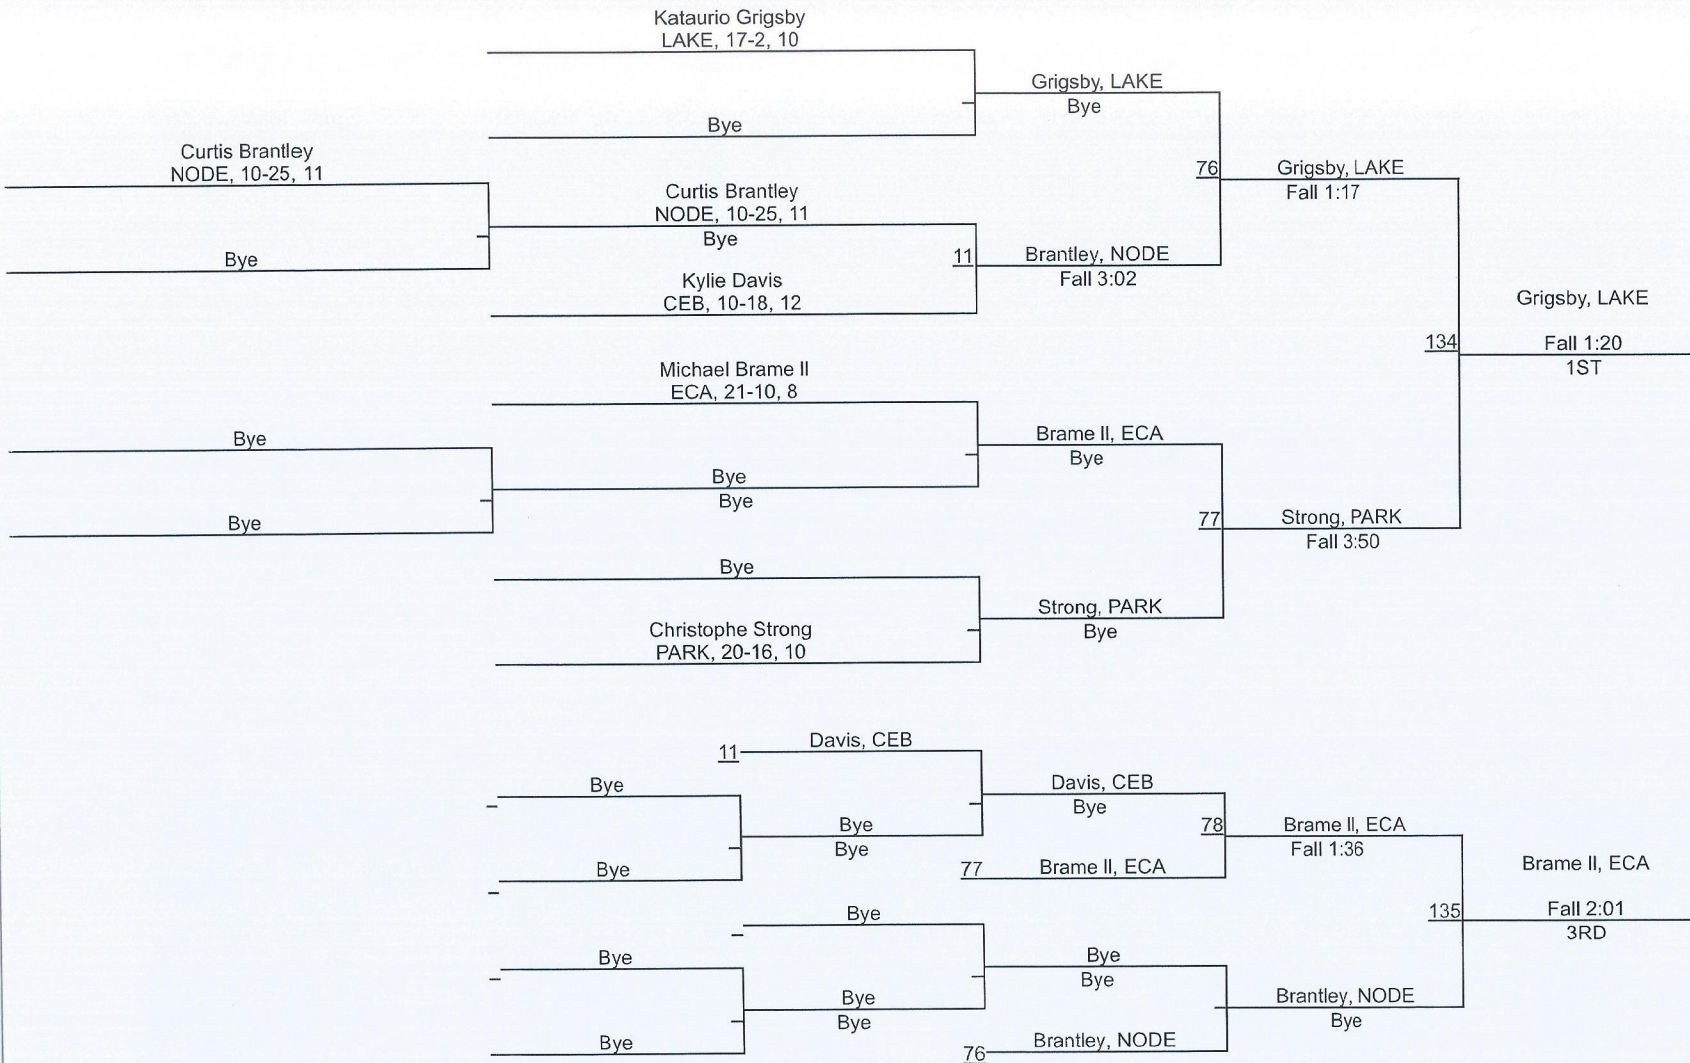 Kataurio Grigsby
LAKE, 17-2, 10
Grigsby, LAKE
Bye
Bye
Curtis Brantley
NODE, 10-25, 11
76
Grigsby, LAKE
Fall 1:17
Curtis Brantley
NODE, 10-25, 11
Bye
Bye
11
Brantley, NODE
Fall 3:02
Kylie Davis
CEB, 10-18, 12
Grigsby, LAKE
134
Fall 1:20
1ST
Michael Brame II
ECA, 21-10, 8
Bye
Brame II, ECA
Bye
Bye
Bye
Bye
77
Strong, PARK
Fall 3:50
Bye
Strong, PARK
Bye
Christophe Strong
PARK, 20-16, 10
11
Davis, CEB
Bye
Davis, CEB
Bye
Bye
Bye
78
Brame II, ECA
Fall 1:36
Bye
77
Brame II, ECA
Brame II, ECA
Bye
135
Fall 2:01
3RD
Bye
Bye
Bye
Bye
Bye
Brantley, NODE
Bye
Bye
76
Brantley, NODE